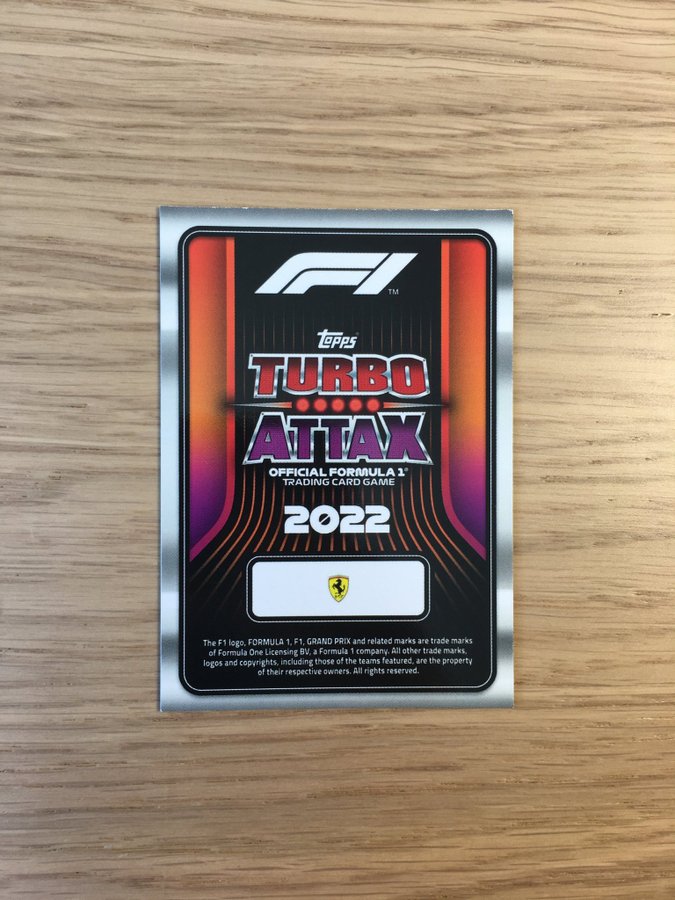 F1™
Topps®
TURBO
ATTAX
OFFICIAL FORMULA 1®
TRADING CARD GAME
2022
The F1 logo, FORMULA 1, F1, GRAND PRIX and related marks are trade marks
of Formula One Licensing BV, a Formula 1 company. All other trade marks,
logos and copyrights, including those of the teams featured, are the property
of their respective owners. All rights reserved.